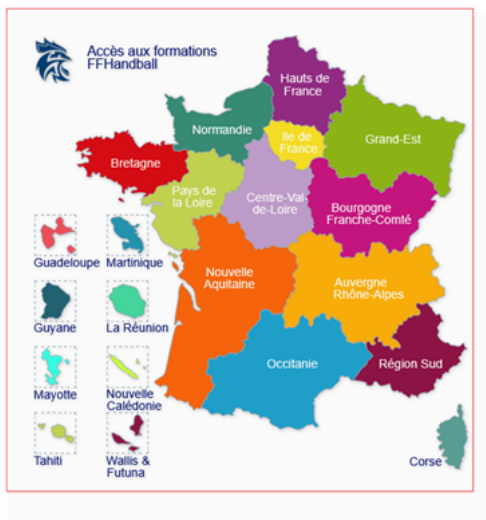 Accès aux formations
FFHandball
Hauts de
France
Normandie
Ile de
France
Grand-Est
Bretagne
Pays de
la Loire
Centre-Val-
de-Loire
Bourgogne
Franche-Comté
Guadeloupe
Martinique
Nouvelle
Aquitaine
Auvergne
Rhône-Alpes
Guyane
La Réunion
Occitanie
Région Sud
Mayotte
Nouvelle
Calédonie
Tahiti
Wallis &
Futuna
Corse